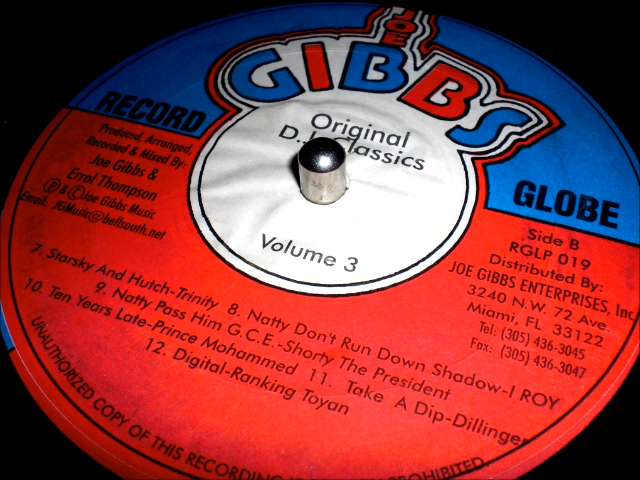 JOE
GIBBS
RECORD
GLOBE
Original
D.J. Classics
Volume 3
Produced, Arranged,
Recorded & Mixed By:
Joe Gibbs &
Errol Thompson
Ⓟ & ©Joe Gibbs Music
Email: JGMusic@bellsouth.net
Side B
RGLP 019
Distributed By:
JOE GIBBS ENTERPRISES, Inc
3240 N.W. 72 Ave.
Miami, FL 33122
Tel: (305) 436-3045
Fax: (305) 436-3047
7. Starsky And Hutch-Trinity 8. Natty Don't Run Down Shadow-I ROY
9. Natty Pass Him G.C.E.-Shorty The President
10. Ten Years Late-Prince Mohammed 11. Take A Dip-Dillinger
12. Digital-Ranking Toyan
UNAUTHORIZED COPY OF THIS RECORDING IS PROHIBITED.